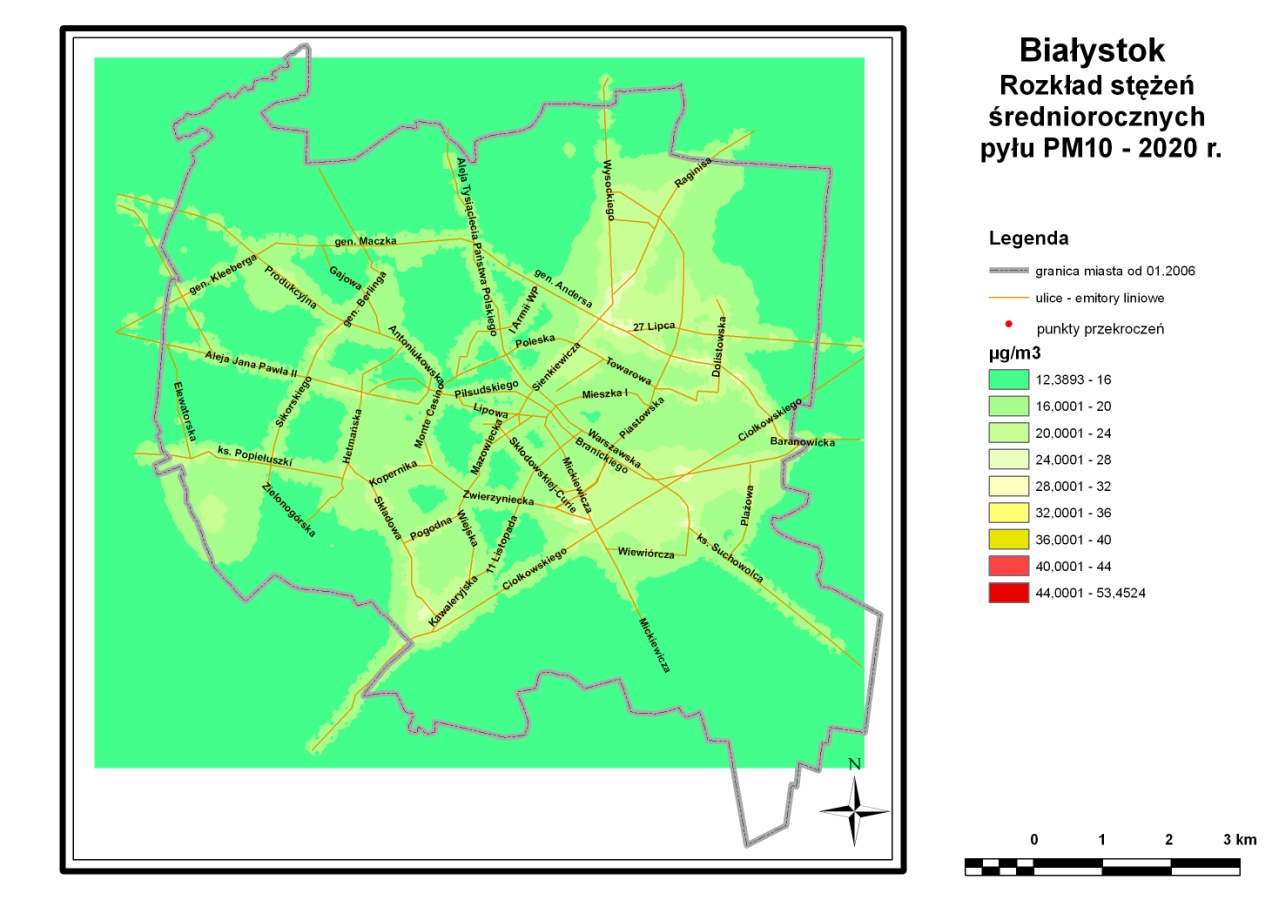 Białystok
Rozkład stężeń
średniorocznych
pyłu PM10 - 2020 r.
Legenda
granica miasta od 01.2006
ulice - emitory liniowe
punkty przekroczeń
µg/m3
12,3893 - 16
16,0001 - 20
20,0001 - 24
24,0001 - 28
28,0001 - 32
32,0001 - 36
36,0001 - 40
40,0001 - 44
44,0001 - 53,4524
Wysockiego
Raginisa
Aleja Tysiąclecia Państwa Polskiego
gen. Maczka
gen. Kleeberga
Produkcyjna
Gajowa
gen. Berlinga
gen. Andersa
I Armii WP
27 Lipca
Dolistowska
Antoniukowska
Poleska
Sienkiewicza
Towarowa
Aleja Jana Pawła II
Piłsudskiego
Mieszka I
Elewatorska
Sikorskiego
Hetmańska
Monte Casino
Lipowa
Piastowska
Ciołkowskiego
Baranowicka
Mazowiecka
Warszawska
Branickiego
ks. Popiełuszki
Kopernika
Skłodowskiej-Curie
Mickiewicza
Zielonogórska
Składowa
Zwierzyniecka
Plażowa
Pogodna
Wiejska
11 Listopada
Ciołkowskiego
Wiewiórcza
ks. Suchowolca
Kawaleryjska
Mickiewicza
N
0 1 2 3 km